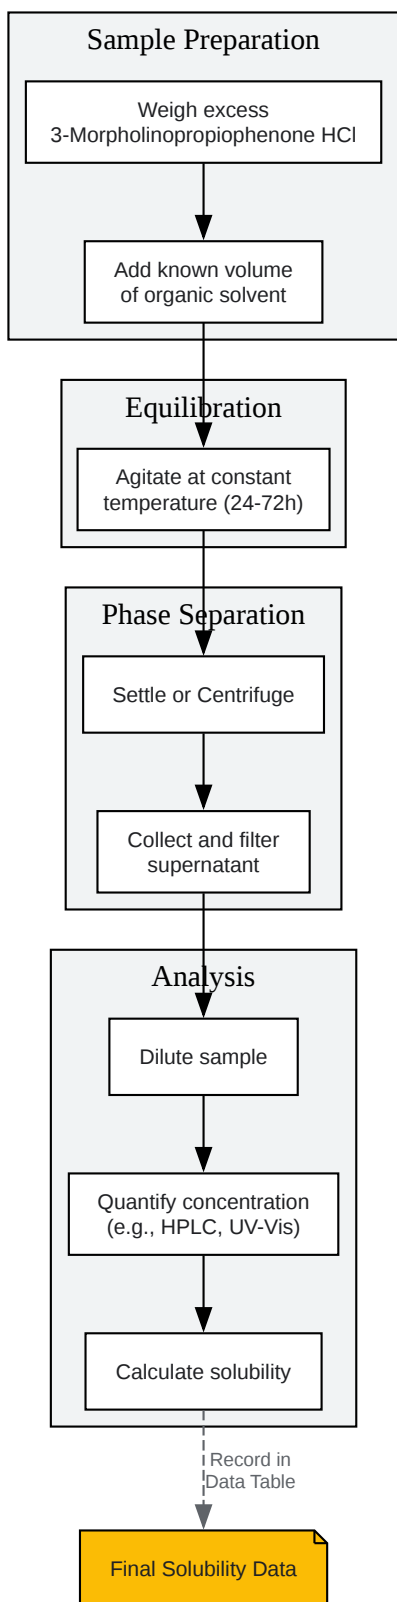 Sample Preparation
Weigh excess
3-Morpholinopropiophenone HCl
Add known volume
of organic solvent
Equilibration
Agitate at constant
temperature (24-72h)
Phase Separation
Settle or Centrifuge
Collect and filter
supernatant
Analysis
Dilute sample
Quantify concentration
(e.g., HPLC, UV-Vis)
Calculate solubility
Record in
Data Table
Final Solubility Data